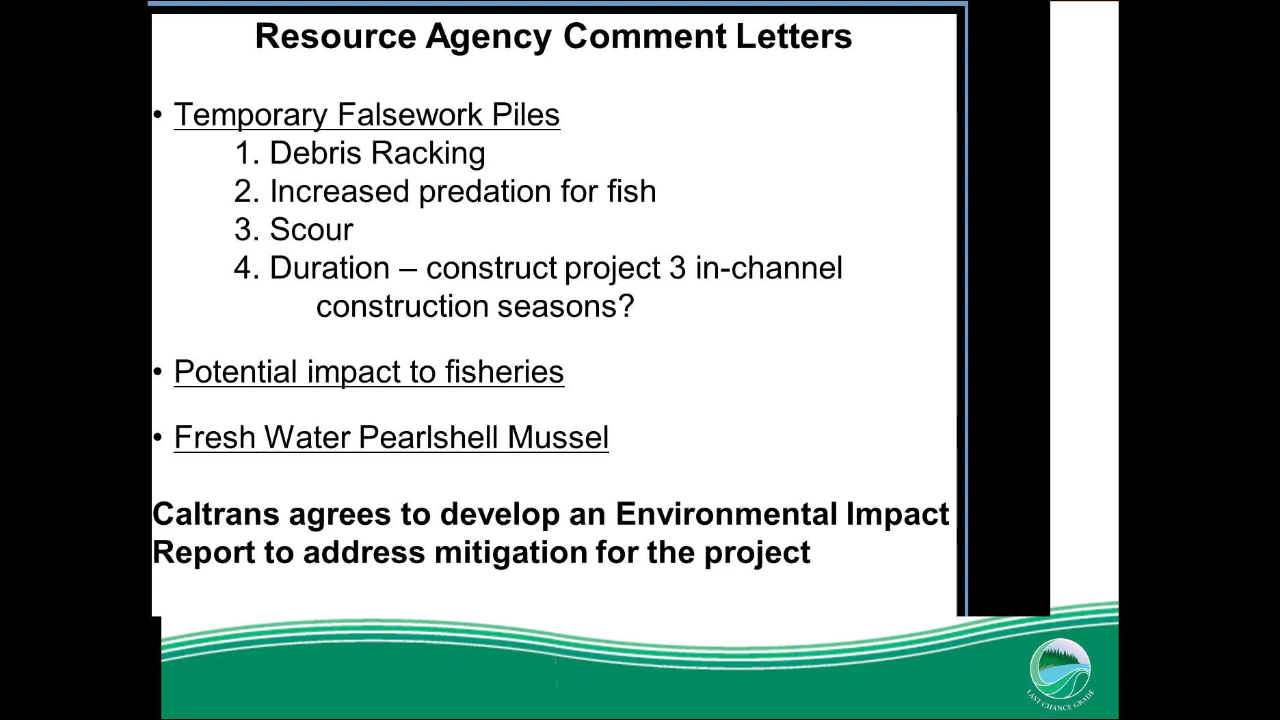 Resource Agency Comment Letters
• Temporary Falsework Piles
1. Debris Racking
2. Increased predation for fish
3. Scour
4. Duration – construct project 3 in-channel
construction seasons?
• Potential impact to fisheries
• Fresh Water Pearlshell Mussel
Caltrans agrees to develop an Environmental Impact
Report to address mitigation for the project
LAST CHANCE GRADE